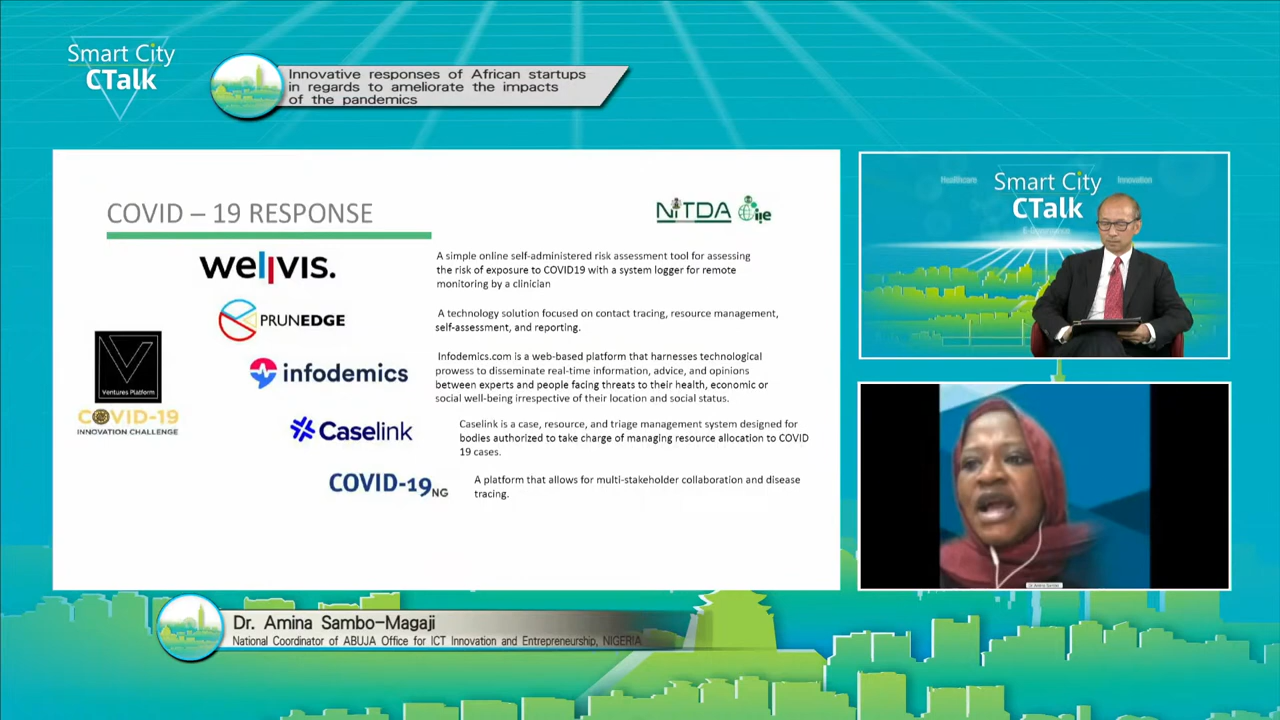 Smart City
CTalk
Innovative responses of African startups
in regards to ameliorate the impacts
of the pandemics
COVID – 19 RESPONSE
NiTDA iie
wellvis.
A simple online self-administered risk assessment tool for assessing
the risk of exposure to COVID19 with a system logger for remote
monitoring by a clinician
PRUNEDGE
A technology solution focused on contact tracing, resource management,
self-assessment, and reporting.
Ventures Platform
COVID-19
INNOVATION CHALLENGE
infodemics
Infodemics.com is a web-based platform that harnesses technological
prowess to disseminate real-time information, advice, and opinions
between experts and people facing threats to their health, economic or
social well-being irrespective of their location and social status.
Caselink
Caselink is a case, resource, and triage management system designed for
bodies authorized to take charge of managing resource allocation to COVID
19 cases.
COVID-19NG
A platform that allows for multi-stakeholder collaboration and disease
tracing.
Healthcare
Innovation
Smart City
CTalk
E-Governance
Dr. Amina Sambo-Magaji
National Coordinator of ABUJA Office for ICT Innovation and Entrepreneurship, NIGERIA